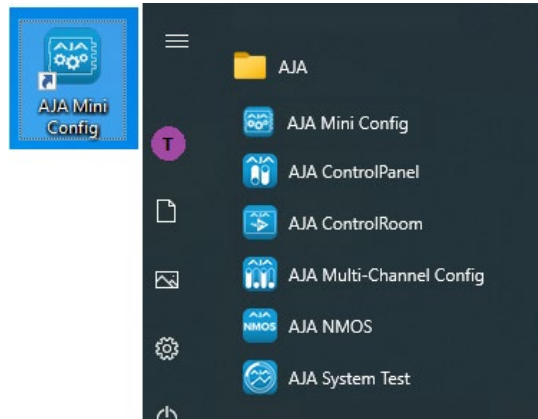 AJA Mini
Config
AJA
T
AJA Mini Config
AJA ControlPanel
AJA ControlRoom
AJA Multi-Channel Config
AJA
NMOS
AJA NMOS
AJA System Test